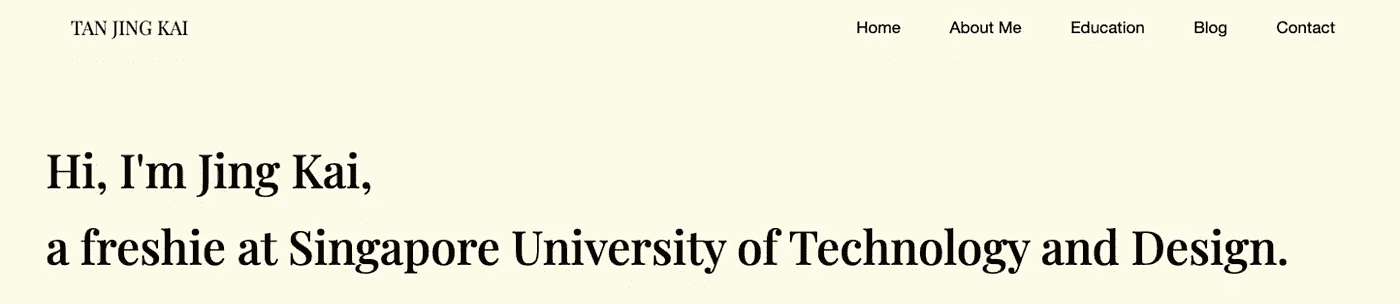 TAN JING KAI Home About Me Education Blog Contact
Hi, I'm Jing Kai,
a freshie at Singapore University of Technology and Design.